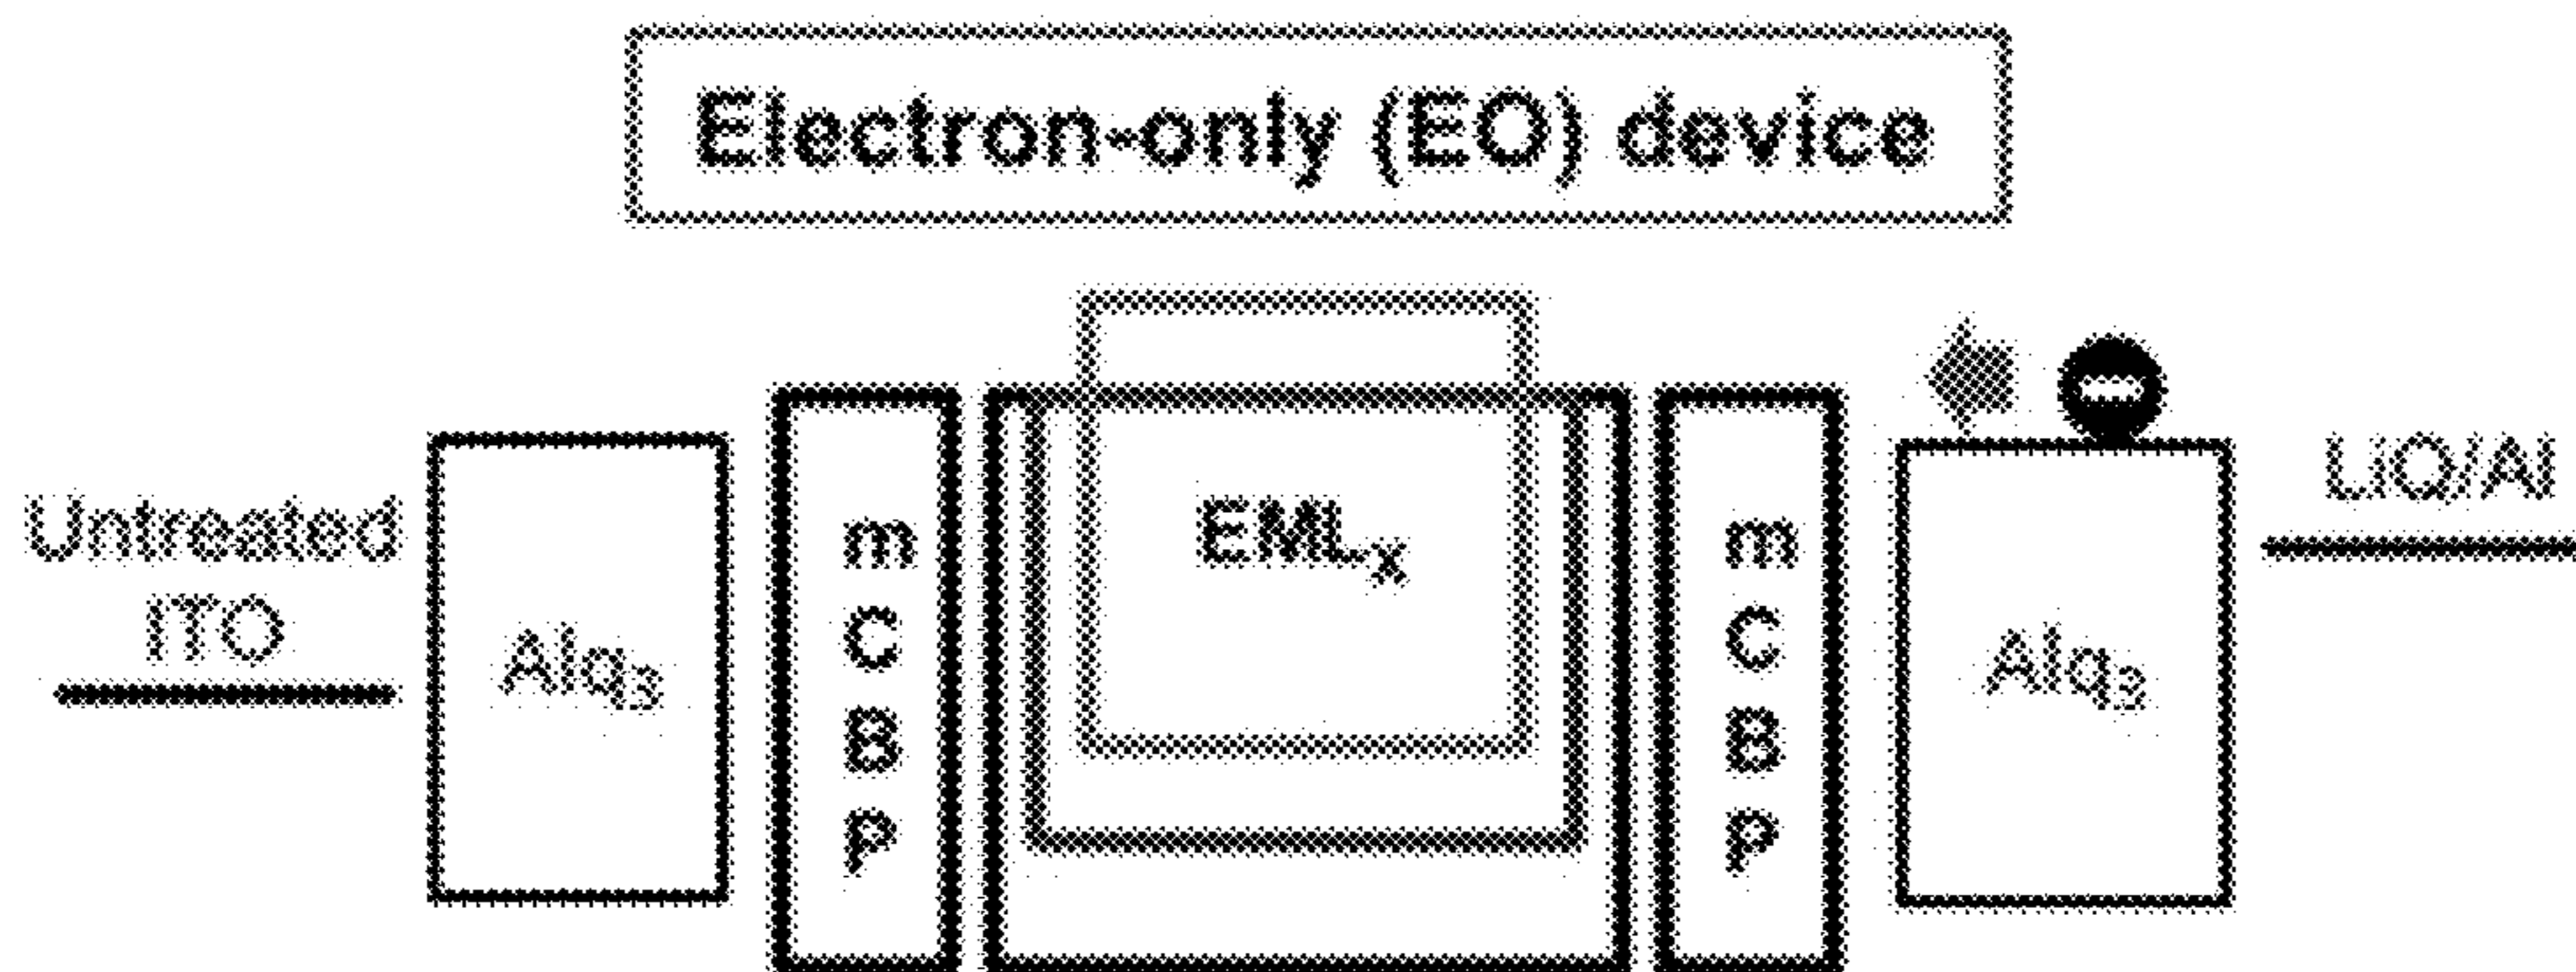 Electron-only (EO) device
Untreated
ITO
Alq₃
m
C
B
P
EMLₓ
m
C
B
P
Alq₃
LiQ/Al